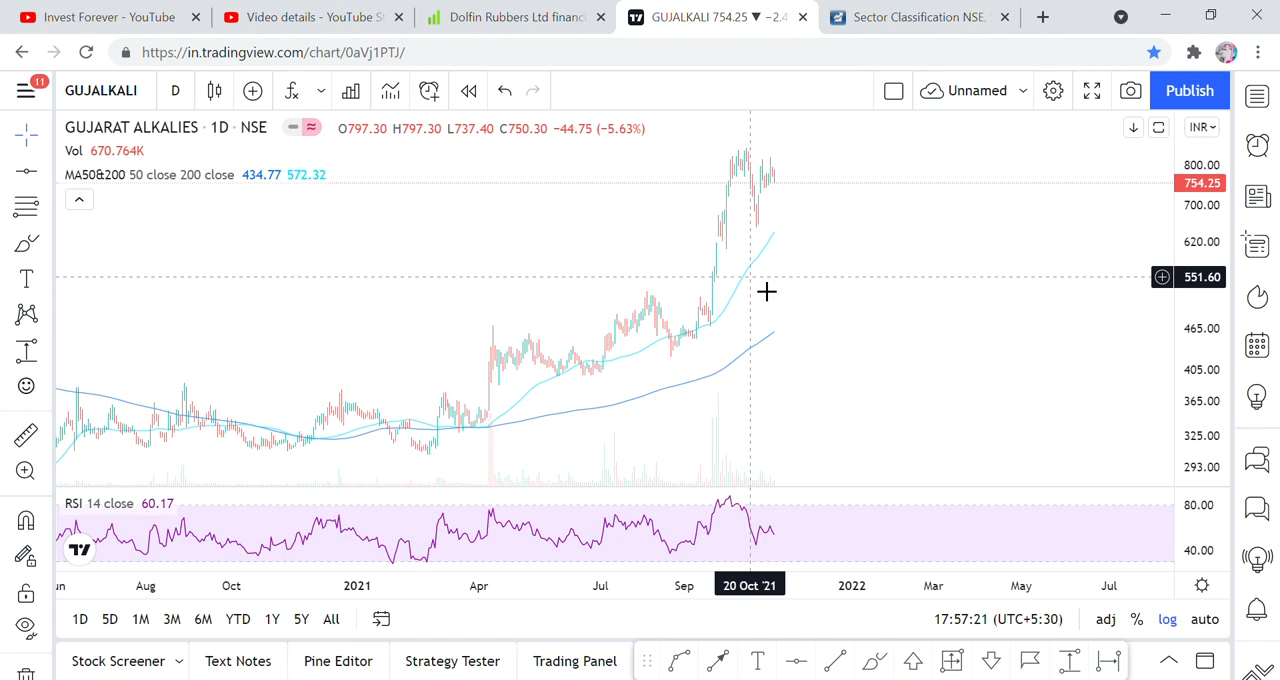 Invest Forever - YouTube
Video details - YouTube S
Dolfin Rubbers Ltd financi
GUJALKALI 754.25 ▼ −2.4
Sector Classification NSE,
https://in.tradingview.com/chart/0aVj1PTJ/
11
GUJALKALI
D
Unnamed
Publish
GUJARAT ALKALIES · 1D · NSE
O797.30 H797.30 L737.40 C750.30 −44.75 (−5.63%)
INR
Vol 670.764K
MA50&200 50 close 200 close 434.77 572.32
800.00
754.25
700.00
620.00
551.60
465.00
405.00
365.00
325.00
293.00
RSI 14 close 60.17
80.00
40.00
Aug
Oct
2021
Apr
Jul
Sep
20 Oct '21
2022
Mar
May
Jul
1D 5D 1M 3M 6M YTD 1Y 5Y All
17:57:21 (UTC+5:30)
adj % log auto
Stock Screener
Text Notes
Pine Editor
Strategy Tester
Trading Panel